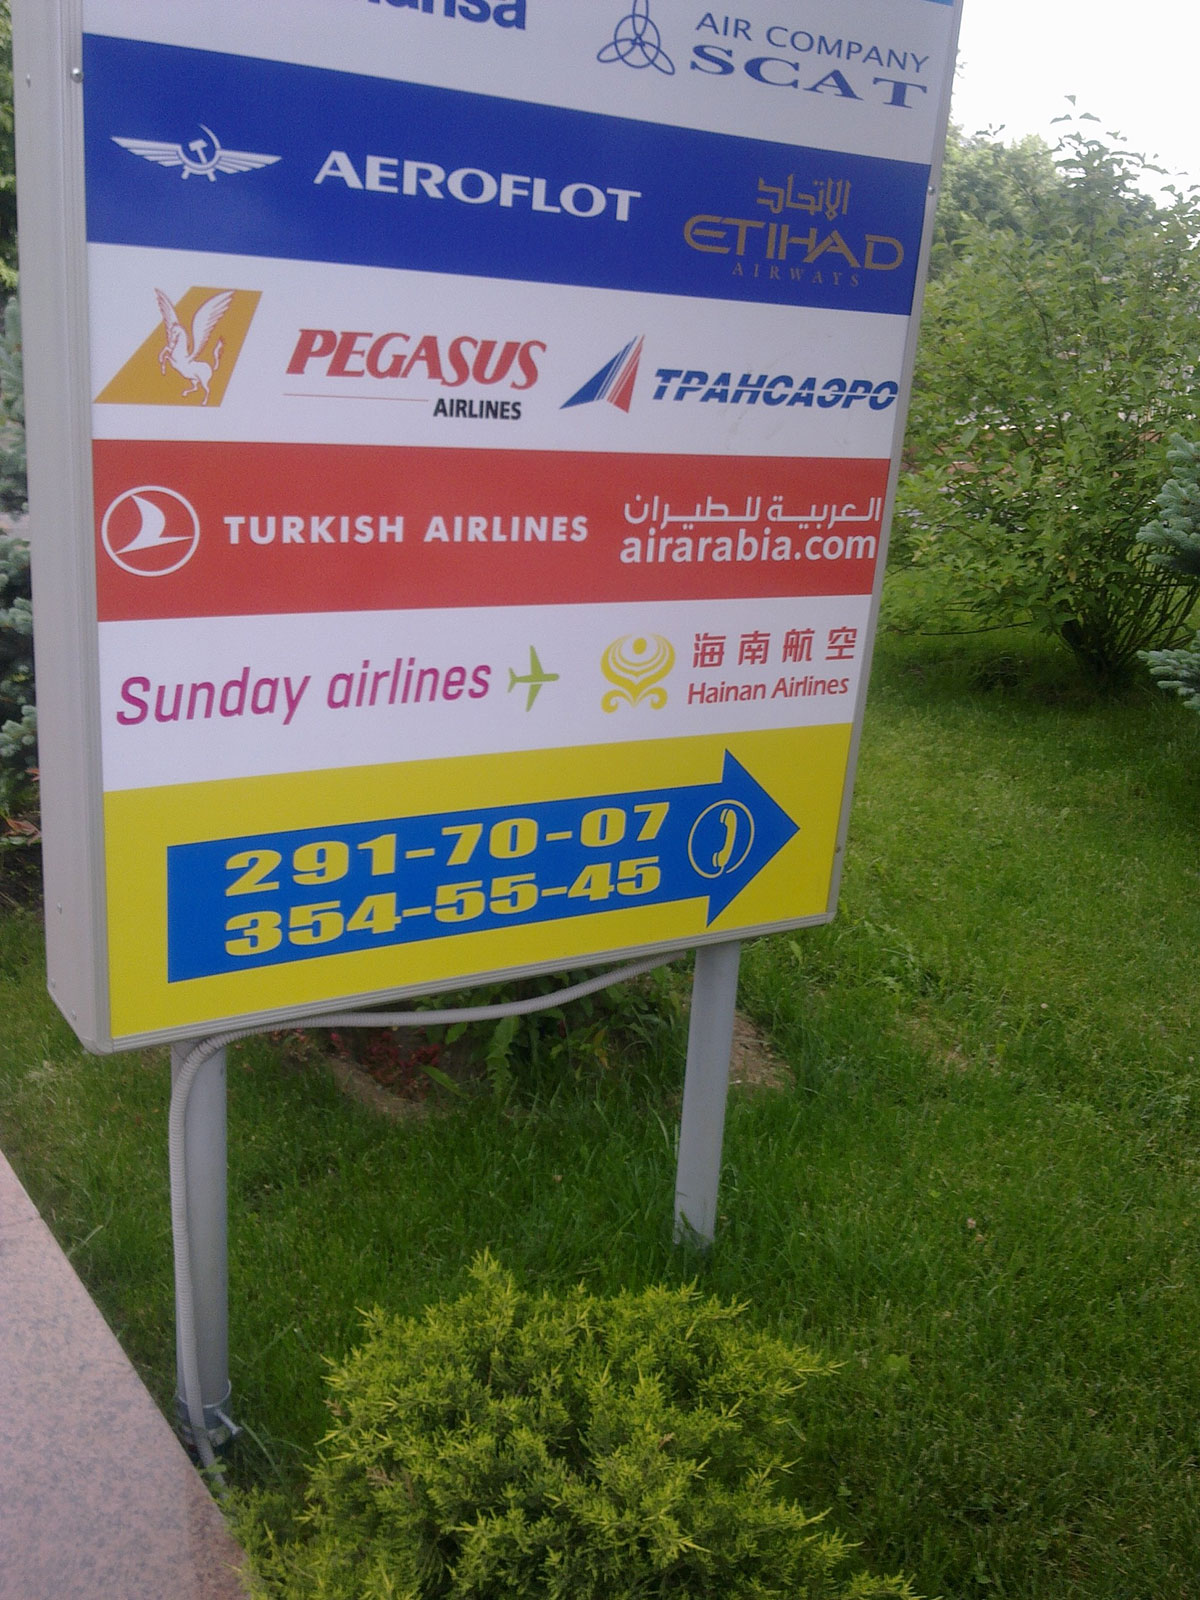 AIR COMPANY
SCAT
AEROFLOT
الإتحاد
ETIHAD
AIRWAYS
PEGASUS
AIRLINES
ТРАНСАЭРО
TURKISH AIRLINES
العربية للطيران
airarabia.com
Sunday airlines
海南航空
Hainan Airlines
291-70-07
354-55-45